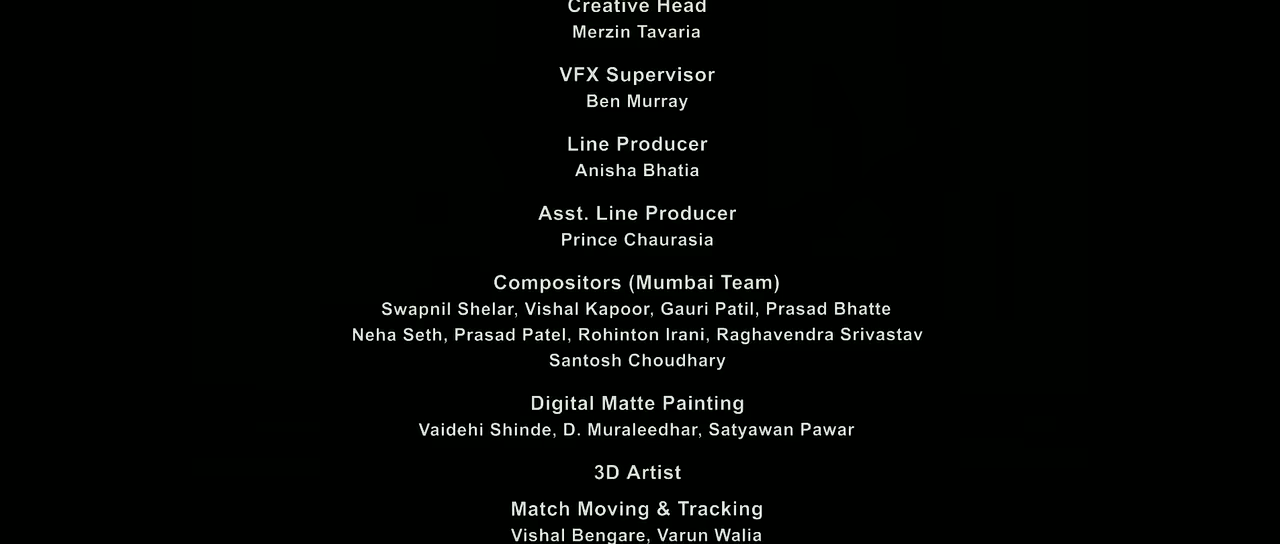 Creative Head
Merzin Tavaria
VFX Supervisor
Ben Murray
Line Producer
Anisha Bhatia
Asst. Line Producer
Prince Chaurasia
Compositors (Mumbai Team)
Swapnil Shelar, Vishal Kapoor, Gauri Patil, Prasad Bhatte
Neha Seth, Prasad Patel, Rohinton Irani, Raghavendra Srivastav
Santosh Choudhary
Digital Matte Painting
Vaidehi Shinde, D. Muraleedhar, Satyawan Pawar
3D Artist
Match Moving & Tracking
Vishal Bengare, Varun Walia